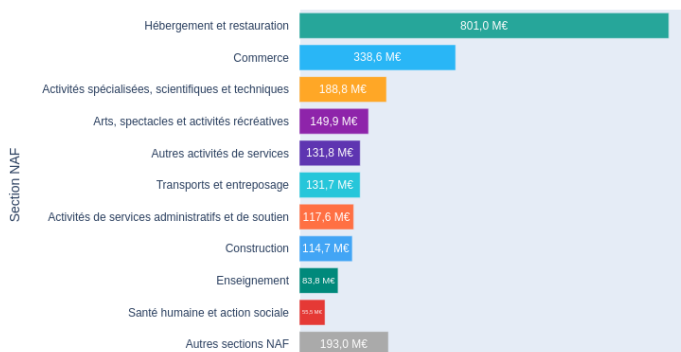 Section NAF
Hébergement et restauration 801,0 M€
Commerce 338,6 M€
Activités spécialisées, scientifiques et techniques 188,8 M€
Arts, spectacles et activités récréatives 149,9 M€
Autres activités de services 131,8 M€
Transports et entreposage 131,7 M€
Activités de services administratifs et de soutien 117,6 M€
Construction 114,7 M€
Enseignement 83,8 M€
Santé humaine et action sociale M€
Autres sections NAF 193,0 M€